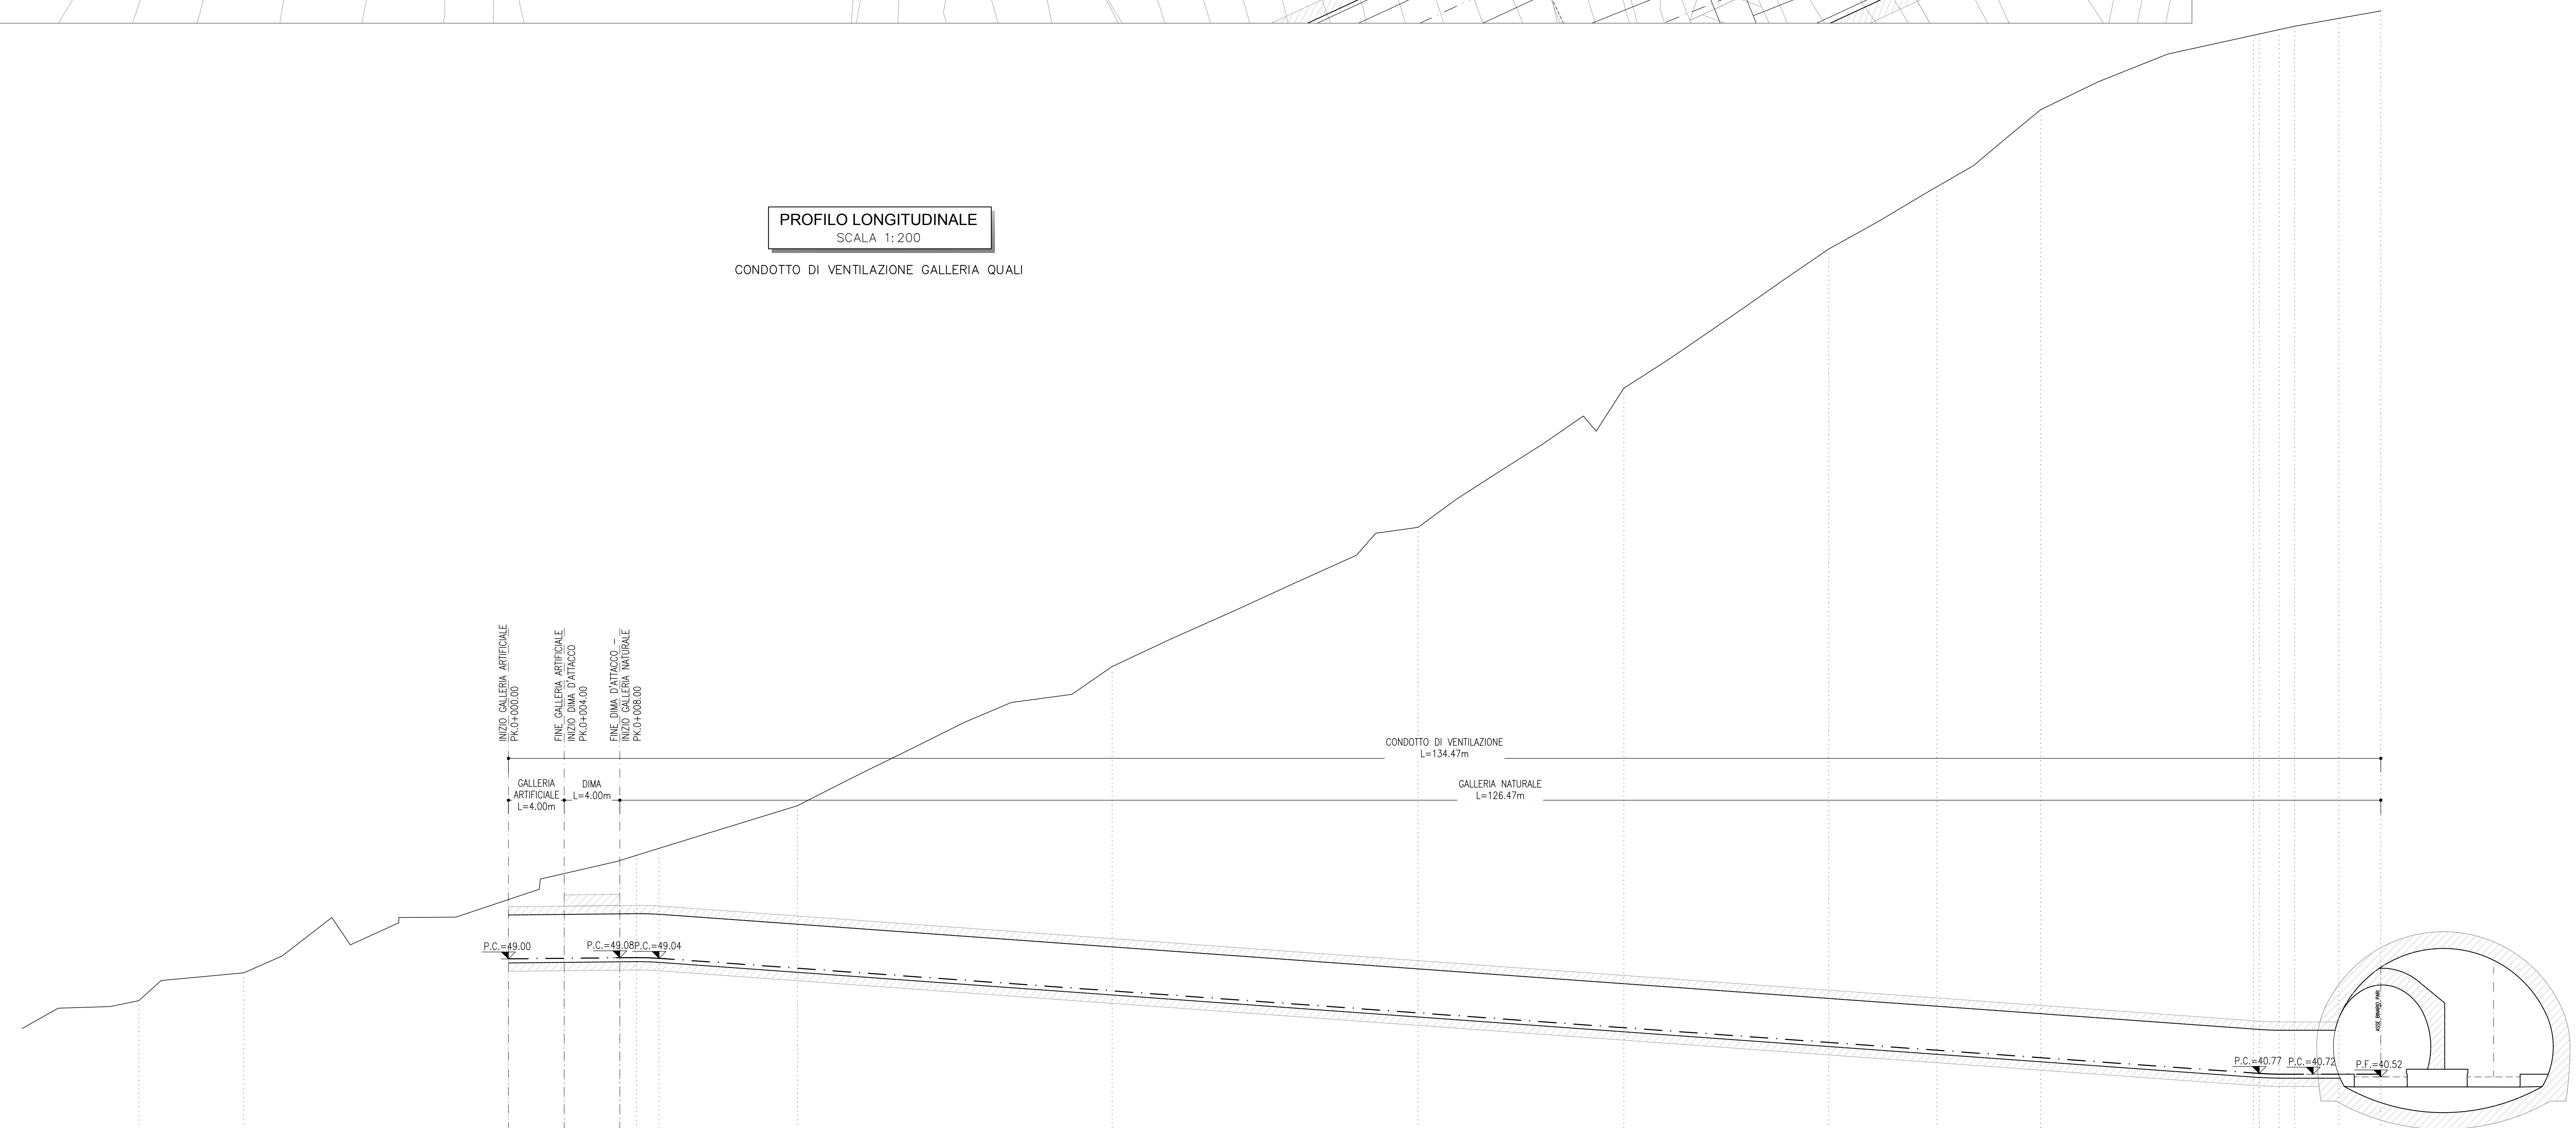 PROFILO LONGITUDINALE
SCALA 1:200
CONDOTTO DI VENTILAZIONE GALLERIA QUALI
INIZIO GALLERIA ARTIFICIALE
PK.0+000.00
FINE GALLERIA ARTIFICIALE
INIZIO DIMA D'ATTACCO
PK.0+004.00
FINE DIMA D'ATTACCO –
INIZIO GALLERIA NATURALE
PK.0+008.00
CONDOTTO DI VENTILAZIONE
L=134.47m
GALLERIA
ARTIFICIALE
L=4.00m
DIMA
L=4.00m
GALLERIA NATURALE
L=126.47m
P.C.=49.00
P.C.=49.08
P.C.=49.04
P.C.=40.77
P.C.=40.72
P.F.=40.52
ASSE BINARIO PARI